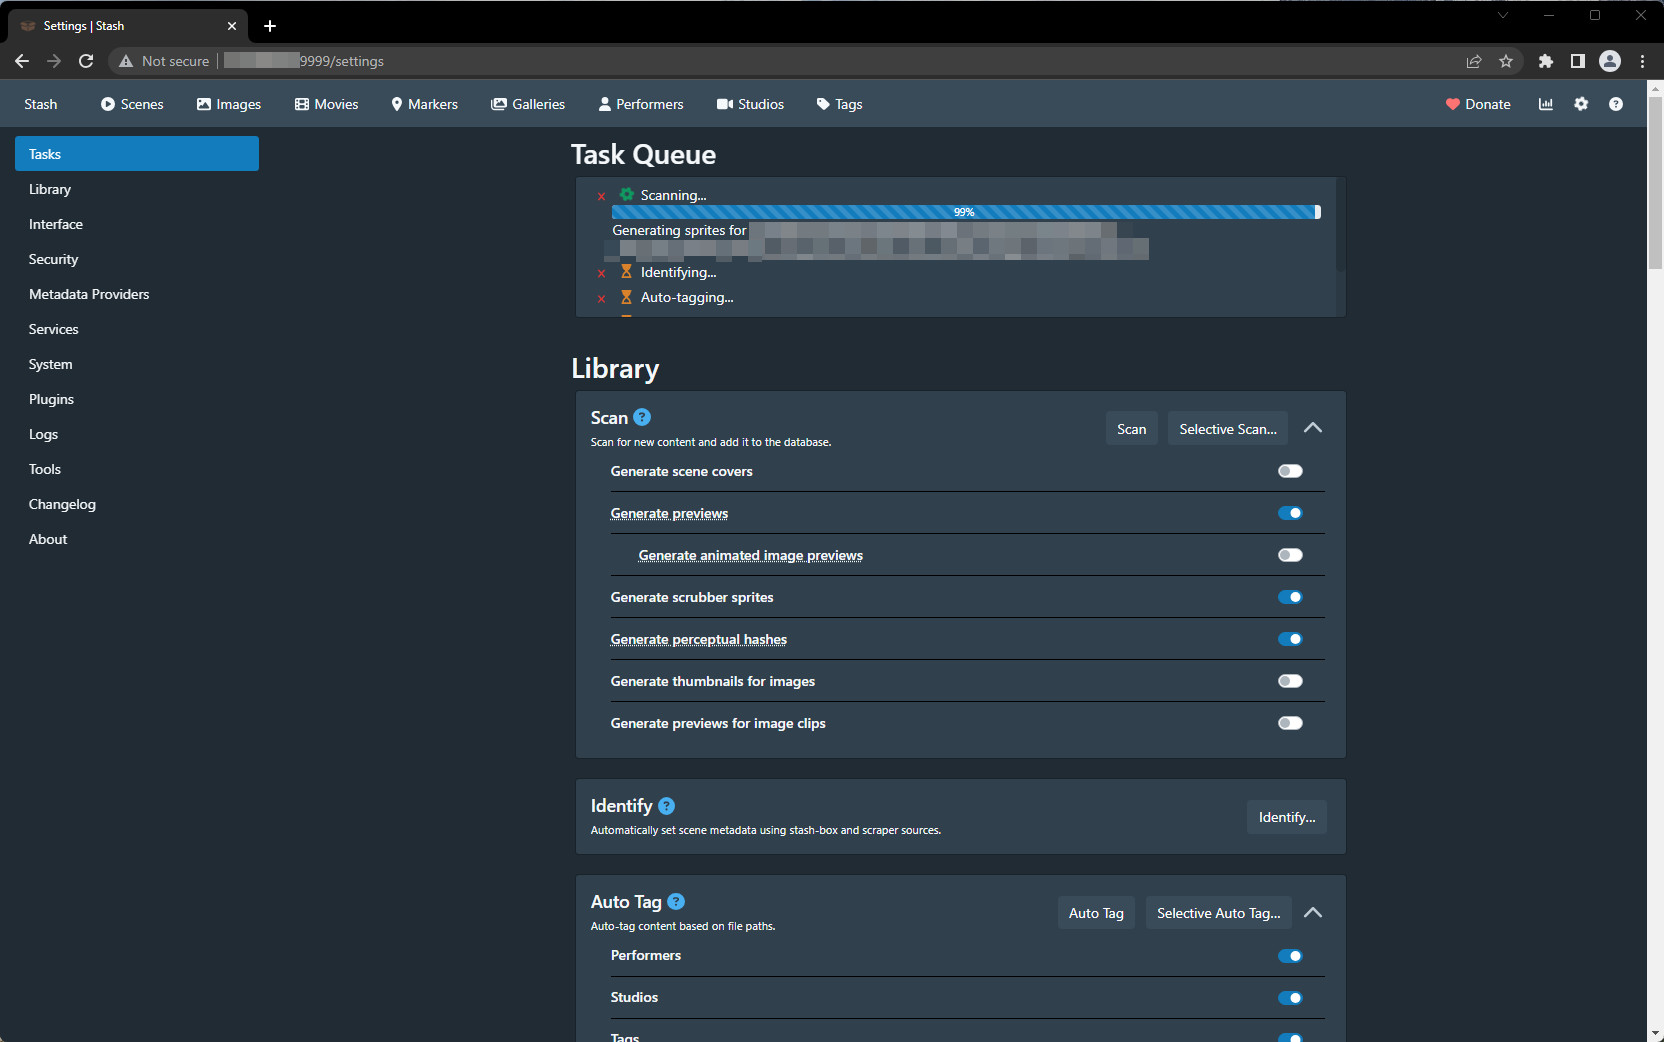 Settings | Stash
Not secure
9999/settings
Stash
Scenes
Images
Movies
Markers
Galleries
Performers
Studios
Tags
Donate
Tasks
Library
Interface
Security
Metadata Providers
Services
System
Plugins
Logs
Tools
Changelog
About
Task Queue
Scanning...
99%
Generating sprites for
Identifying...
Auto-tagging...
Library
Scan ?
Scan
Selective Scan...
Scan for new content and add it to the database.
Generate scene covers
Generate previews
Generate animated image previews
Generate scrubber sprites
Generate perceptual hashes
Generate thumbnails for images
Generate previews for image clips
Identify ?
Identify...
Automatically set scene metadata using stash-box and scraper sources.
Auto Tag ?
Auto Tag
Selective Auto Tag...
Auto-tag content based on file paths.
Performers
Studios
Tags